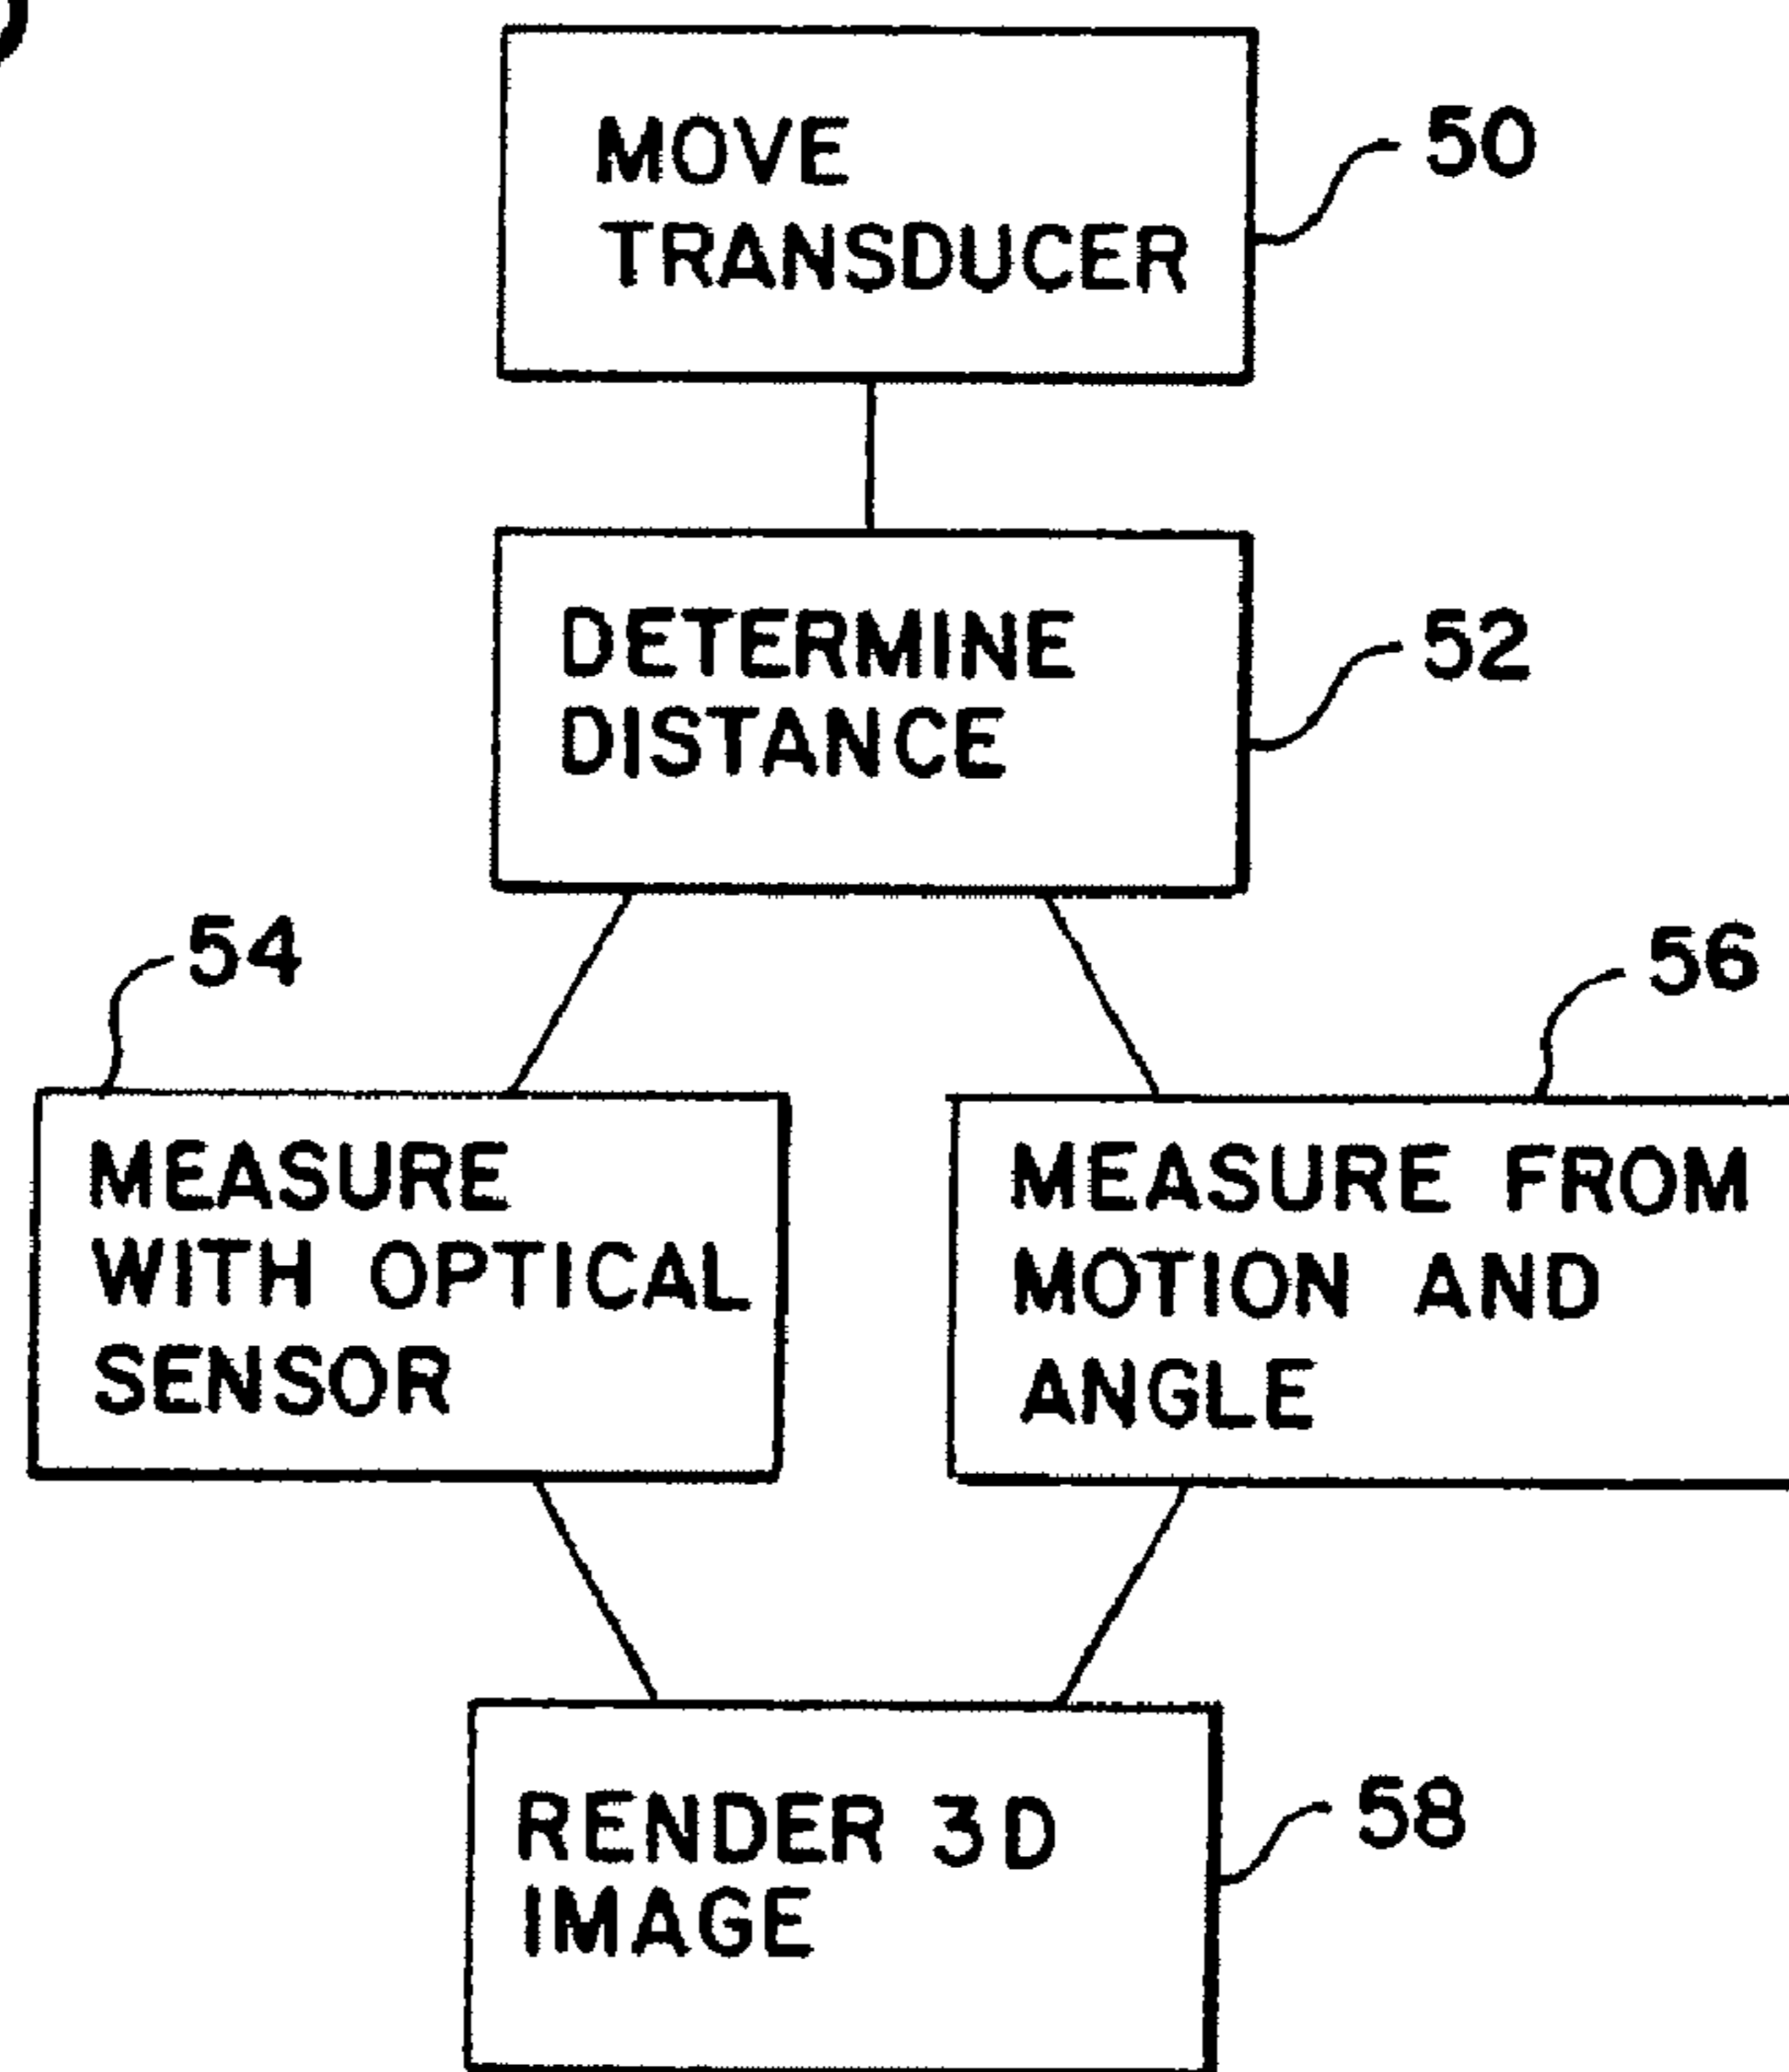 MOVE
TRANSDUCER
50
DETERMINE
DISTANCE
52
54
56
MEASURE
WITH OPTICAL
SENSOR
MEASURE FROM
MOTION AND
ANGLE
RENDER 3D
IMAGE
58